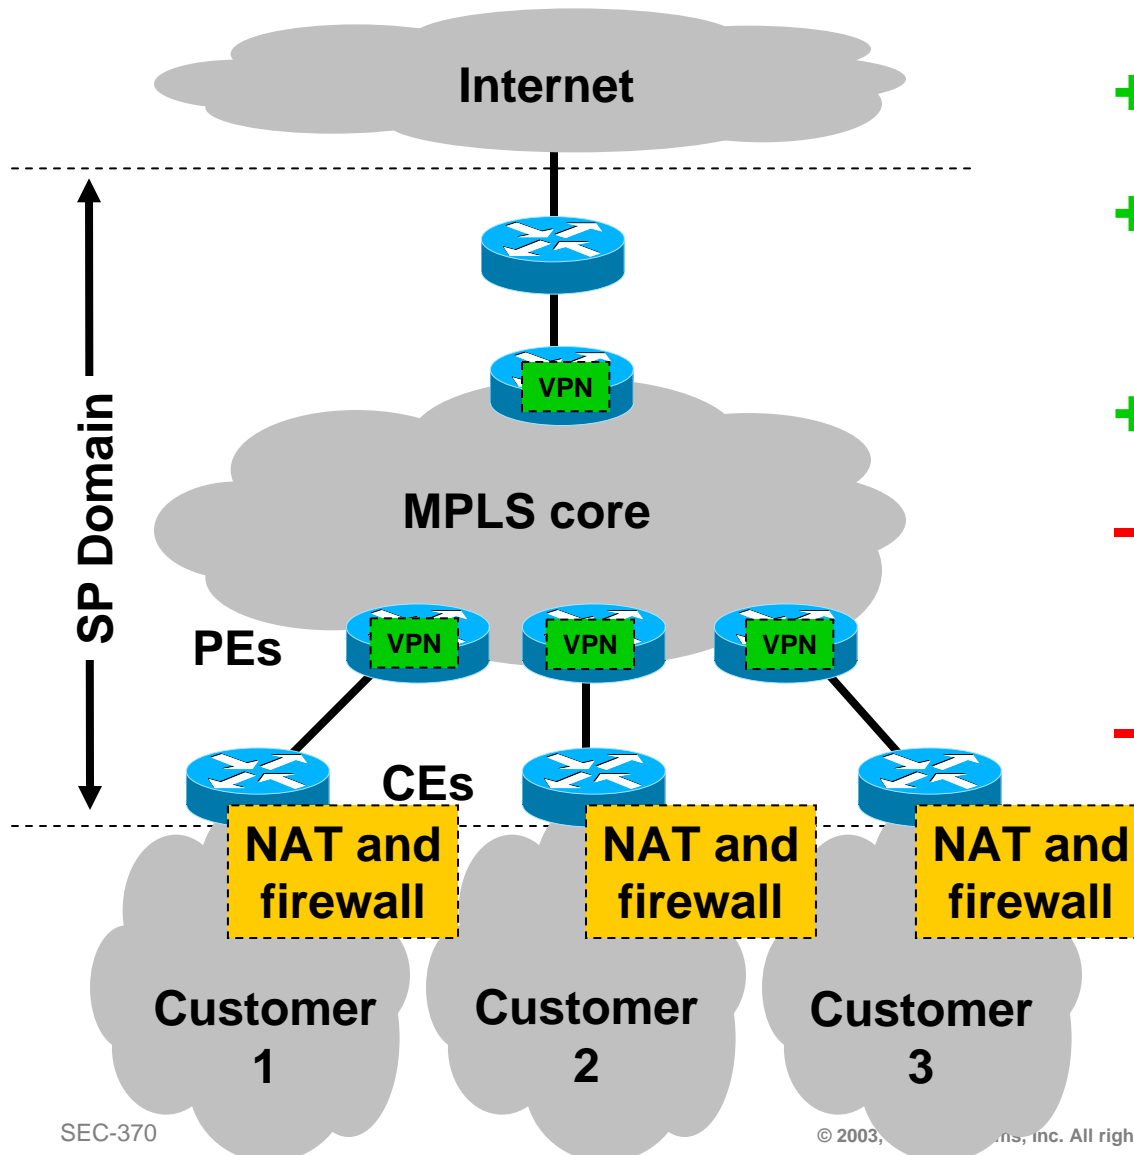 Internet
+
+
VPN
+
MPLS core
-
SP Domain
PEs
VPN
VPN
VPN
-
CEs
NAT and
firewall
NAT and
firewall
NAT and
firewall
Customer
1
Customer
2
Customer
3
SEC-370
© 2003, Inc. All